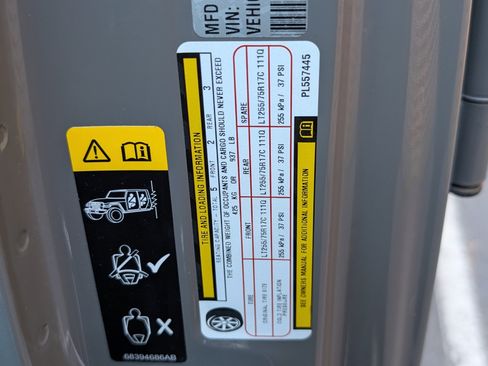 MFD
VIN:
VEHIC
TIRE AND LOADING INFORMATION
SEATING CAPACITY - TOTAL 5 FRONT 2 REAR 3
THE COMBINED WEIGHT OF OCCUPANTS AND CARGO SHOULD NEVER EXCEED
425 KG OR 937 LB
TIRE FRONT REAR SPARE
ORIGINAL TIRE SIZE LT255/75R17C 111Q LT255/75R17C 111Q LT255/75R17C 111Q
COLD TIRE INFLATION PRESSURE 255 kPa / 37 PSI 255 kPa / 37 PSI 255 kPa / 37 PSI
SEE OWNERS MANUAL FOR ADDITIONAL INFORMATION
PL557445
68394686AB